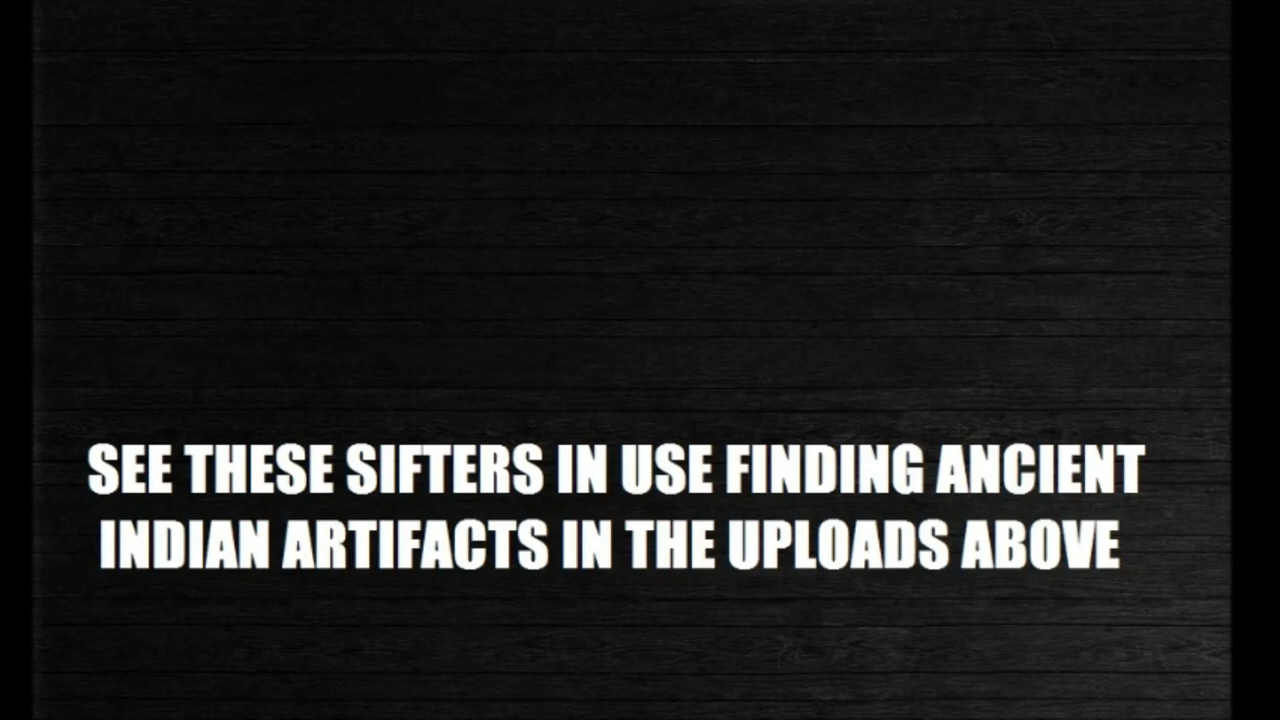 SEE THESE SIFTERS IN USE FINDING ANCIENT
INDIAN ARTIFACTS IN THE UPLOADS ABOVE